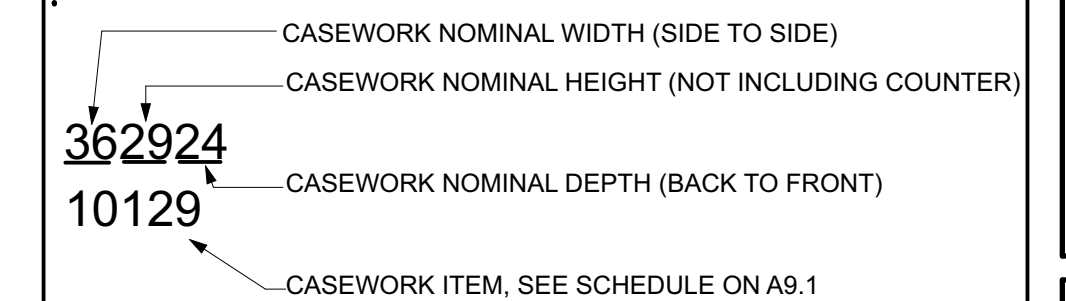 CASEWORK NOMINAL WIDTH (SIDE TO SIDE)
CASEWORK NOMINAL HEIGHT (NOT INCLUDING COUNTER)
362924
CASEWORK NOMINAL DEPTH (BACK TO FRONT)
10129
CASEWORK ITEM, SEE SCHEDULE ON A9.1